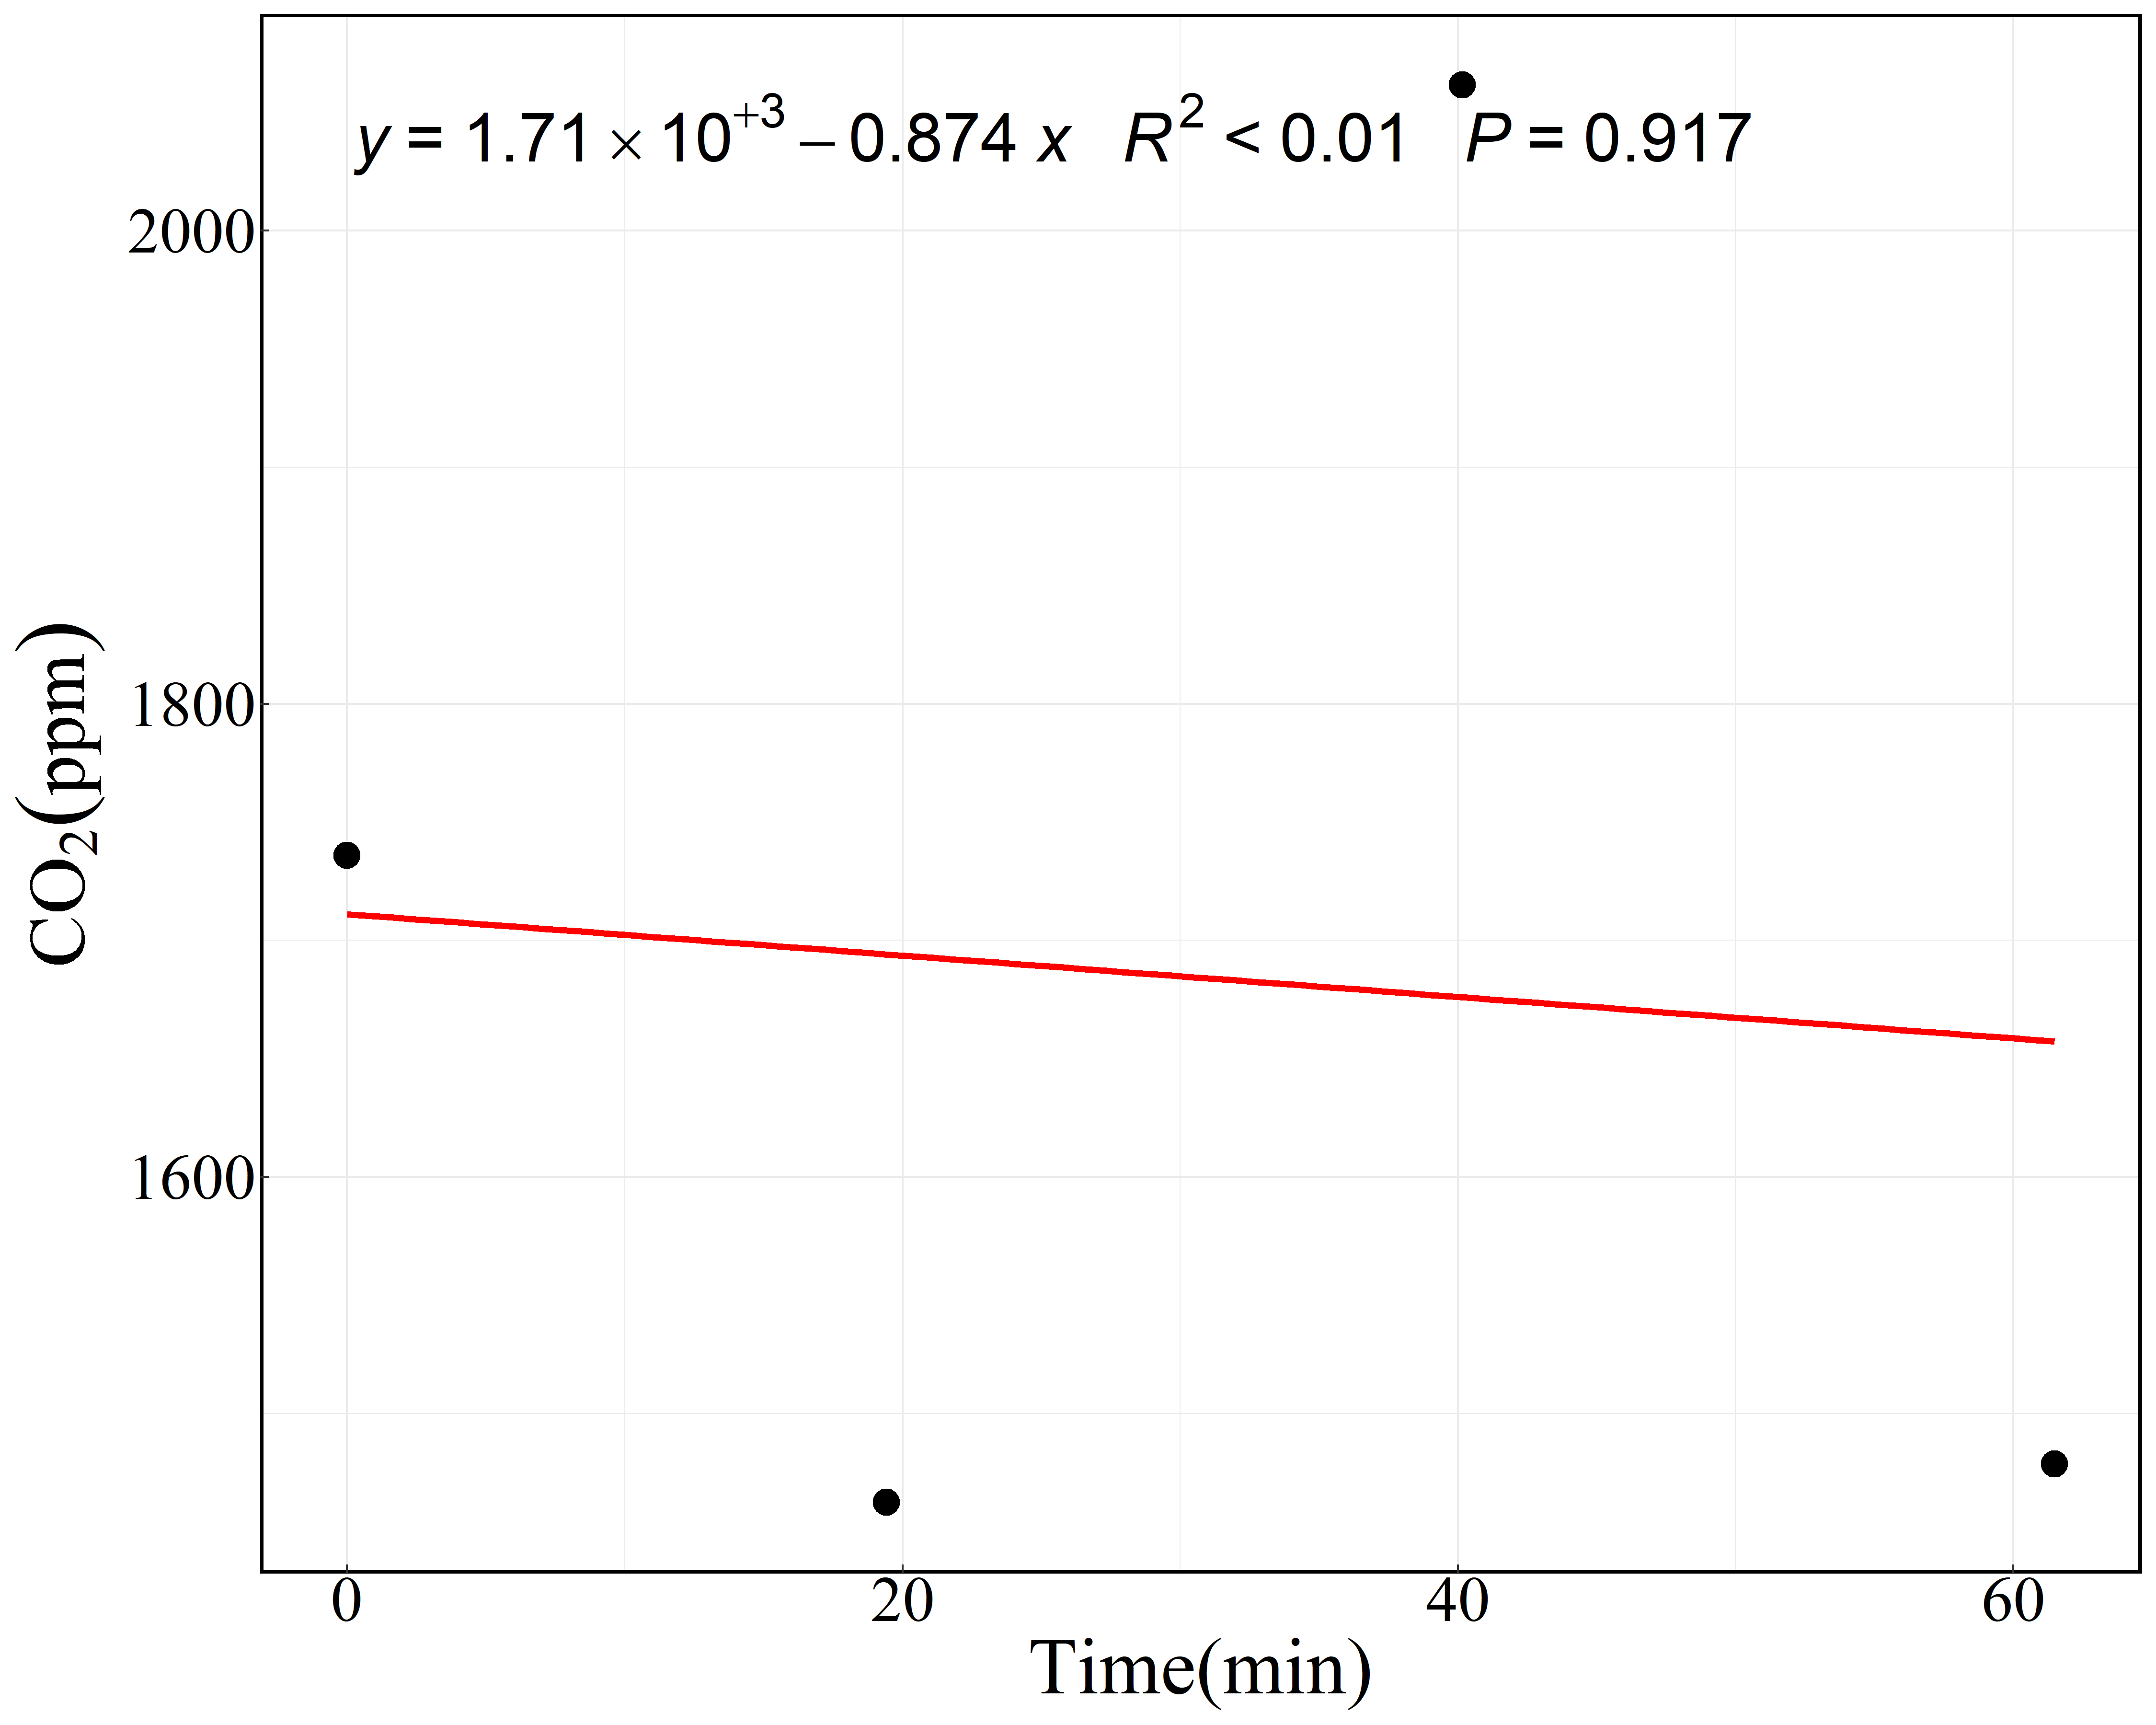 y = 1.71 × 10⁺³ − 0.874 x R² < 0.01 P = 0.917
2000
1800
1600
CO₂(ppm)
0 20 40 60
Time(min)